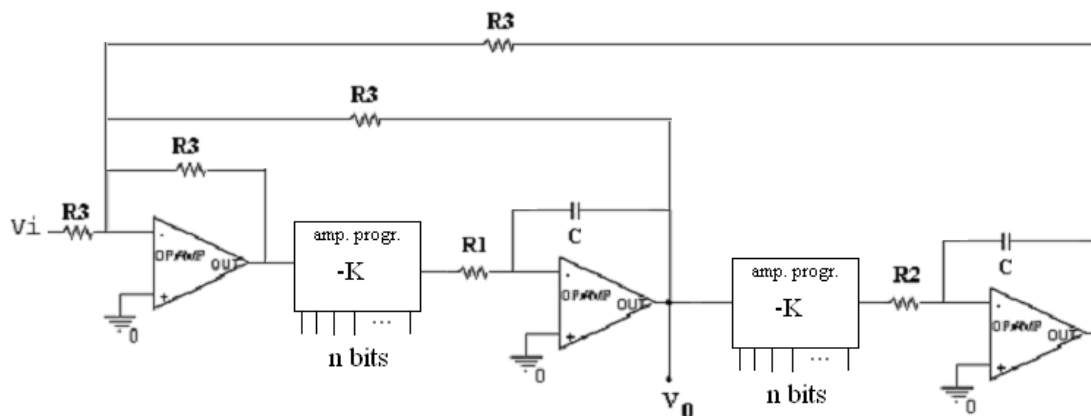 R3
R3
R3
Vi
R3
-
OPAMP
OUT
+
0
amp. progr.
-K
...
n bits
R1
C
-
OPAMP
OUT
+
0
V0
amp. progr.
-K
...
n bits
R2
C
-
OPAMP
OUT
+
0